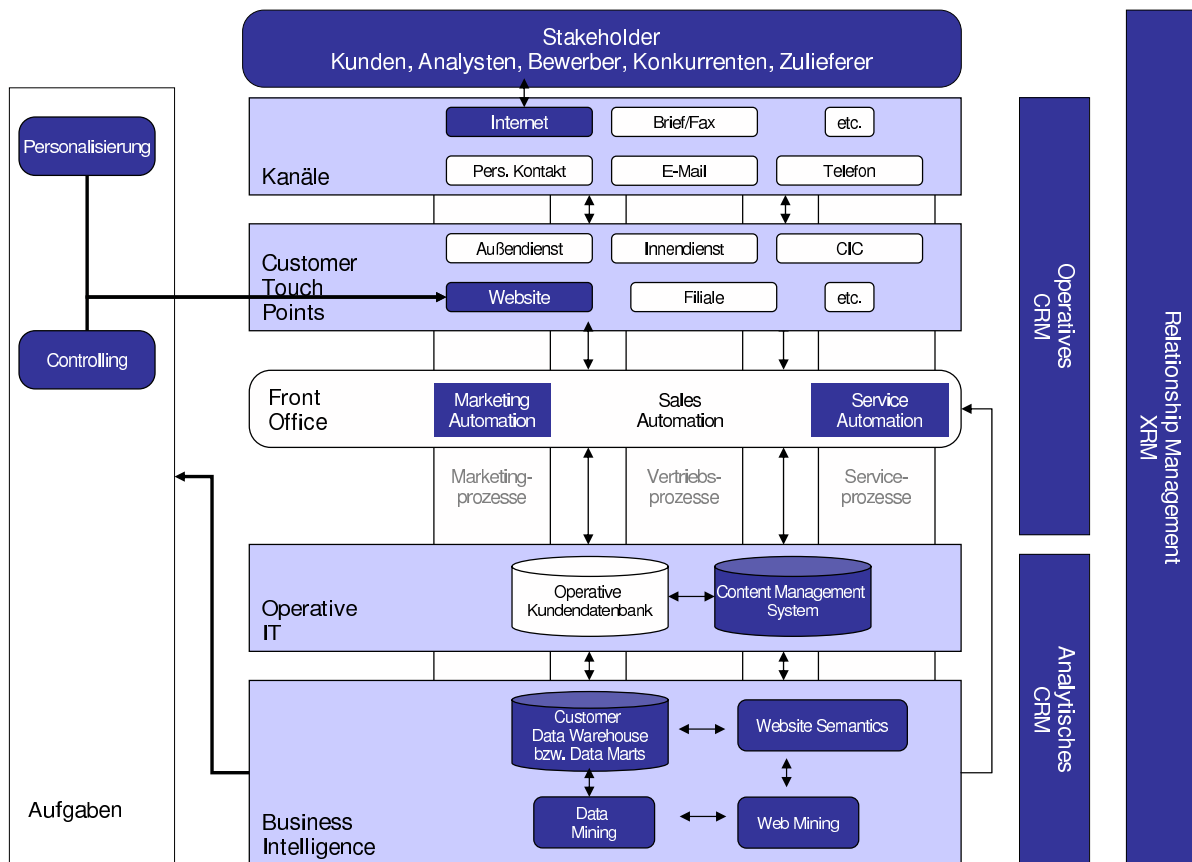 Stakeholder
Kunden, Analysten, Bewerber, Konkurrenten, Zulieferer
Personalisierung
Controlling
Aufgaben
Kanäle
Internet
Brief/Fax
etc.
Pers. Kontakt
E-Mail
Telefon
Customer
Touch
Points
Außendienst
Innendienst
CIC
Website
Filiale
etc.
Front
Office
Marketing
Automation
Sales
Automation
Service
Automation
Marketing-
prozesse
Vertriebs-
prozesse
Service-
prozesse
Operative
IT
Operative
Kundendatenbank
Content Management
System
Business
Intelligence
Customer
Data Warehouse
bzw. Data Marts
Website Semantics
Data
Mining
Web Mining
Operatives
CRM
Analytisches
CRM
Relationship Management
XRM